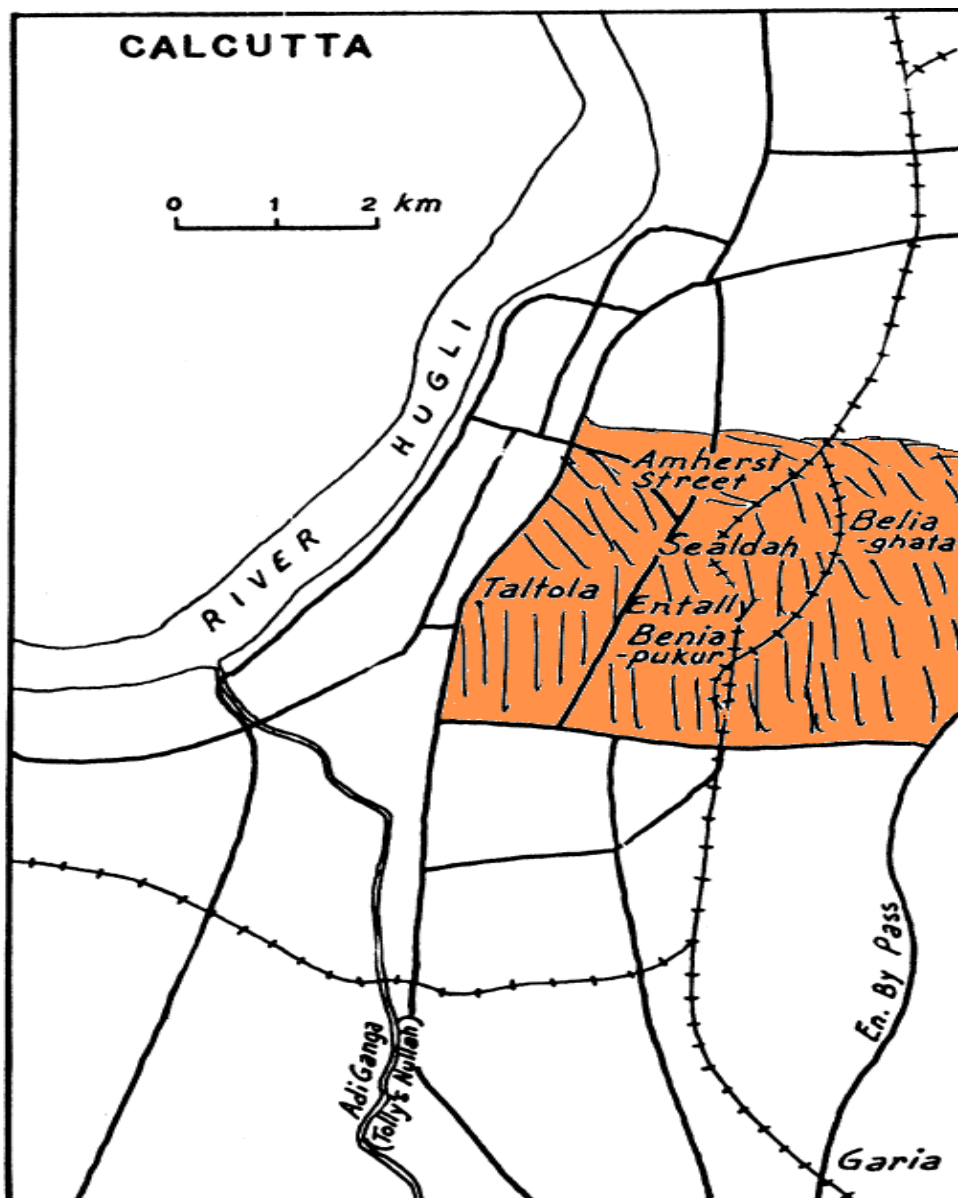 CALCUTTA
0 1 2 km
RIVER HUGLI
Amherst
Street
Belia
-ghata
Sealdah
Taltola
Entally
Benia
-pukur
En. By Pass
Adi Ganga
(Tolly's Nullah)
Garia